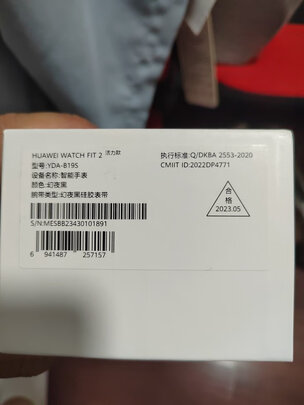 HUAWEI WATCH FIT 2 活力款
型号:YDA-B19S
设备名称:智能手表
颜色:幻夜黑
腕带类型:幻夜黑硅胶表带
执行标准:Q/DKBA 2553-2020
CMIIT ID:2022DP4771
合
格
2023.05
S/N:MESBB23430101891
6 941487 257157